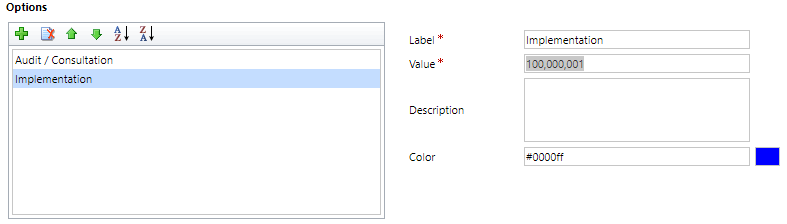 Options
A Z
Z A
Audit / Consultation
Implementation
Label *
Implementation
Value *
100,000,001
Description
Color
#0000ff